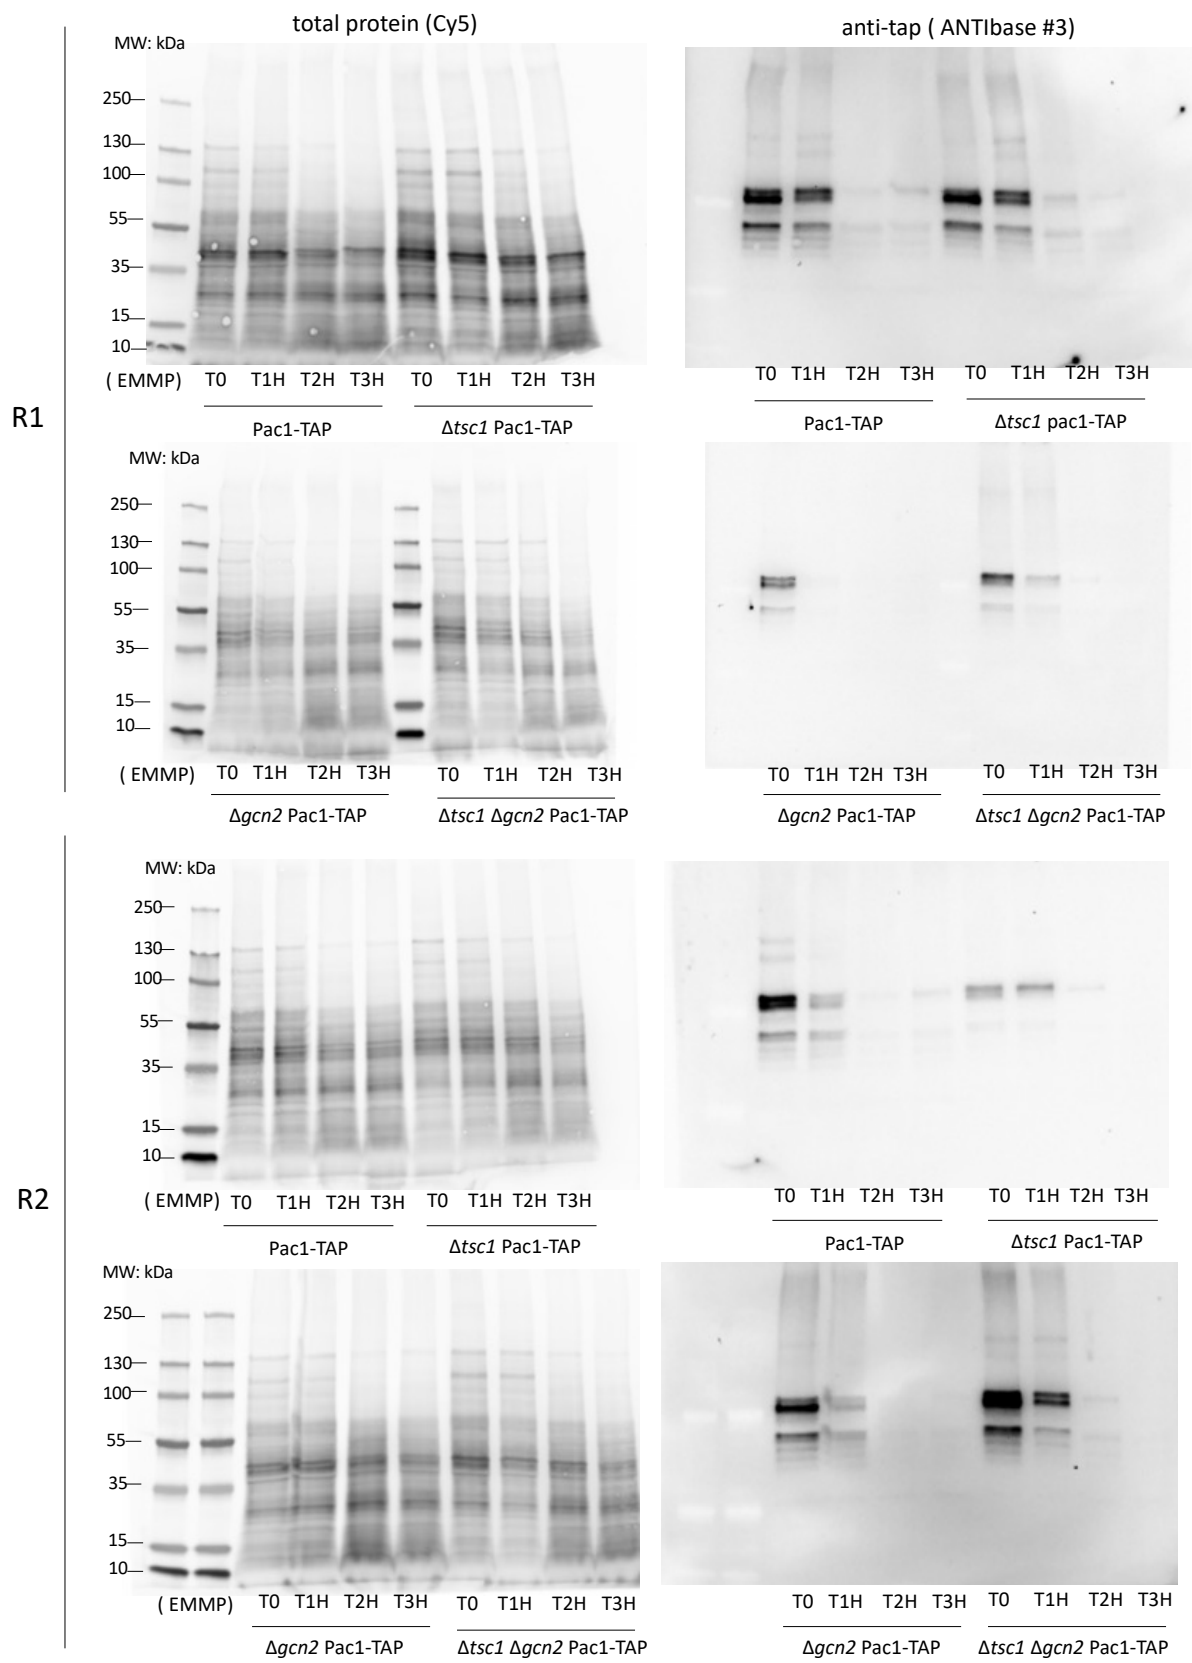 total protein (Cy5)
anti-tap ( ANTIbase #3)
MW: kDa
250
130
100
55
35
15
10
( EMMP) T0 T1H T2H T3H T0 T1H T2H T3H
T0 T1H T2H T3H T0 T1H T2H T3H
Pac1-TAP
Δtsc1 Pac1-TAP
Pac1-TAP
Δtsc1 pac1-TAP
R1
MW: kDa
250
130
100
55
35
15
10
( EMMP) T0 T1H T2H T3H T0 T1H T2H T3H
T0 T1H T2H T3H T0 T1H T2H T3H
Δgcn2 Pac1-TAP
Δtsc1 Δgcn2 Pac1-TAP
Δgcn2 Pac1-TAP
Δtsc1 Δgcn2 Pac1-TAP
MW: kDa
250
130
100
55
35
15
10
( EMMP) T0 T1H T2H T3H T0 T1H T2H T3H
T0 T1H T2H T3H T0 T1H T2H T3H
R2
Pac1-TAP
Δtsc1 Pac1-TAP
Pac1-TAP
Δtsc1 Pac1-TAP
MW: kDa
250
130
100
55
35
15
10
( EMMP) T0 T1H T2H T3H T0 T1H T2H T3H
T0 T1H T2H T3H T0 T1H T2H T3H
Δgcn2 Pac1-TAP
Δtsc1 Δgcn2 Pac1-TAP
Δgcn2 Pac1-TAP
Δtsc1 Δgcn2 Pac1-TAP